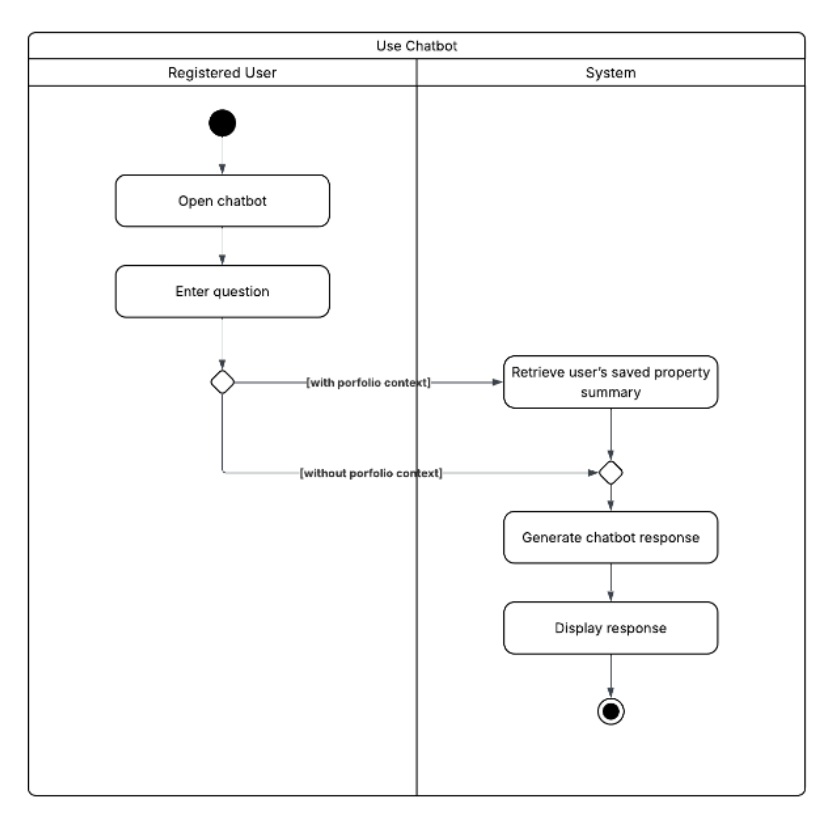 Use Chatbot
Registered User
System
Open chatbot
Enter question
[with porfolio context]
Retrieve user's saved property
summary
[without porfolio context]
Generate chatbot response
Display response